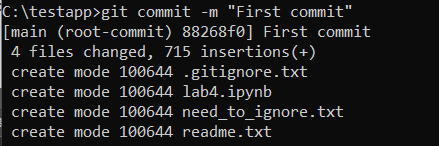 C:\testapp>git commit -m "First commit"
[main (root-commit) 88268f0] First commit
 4 files changed, 715 insertions(+)
 create mode 100644 .gitignore.txt
 create mode 100644 lab4.ipynb
 create mode 100644 need_to_ignore.txt
 create mode 100644 readme.txt